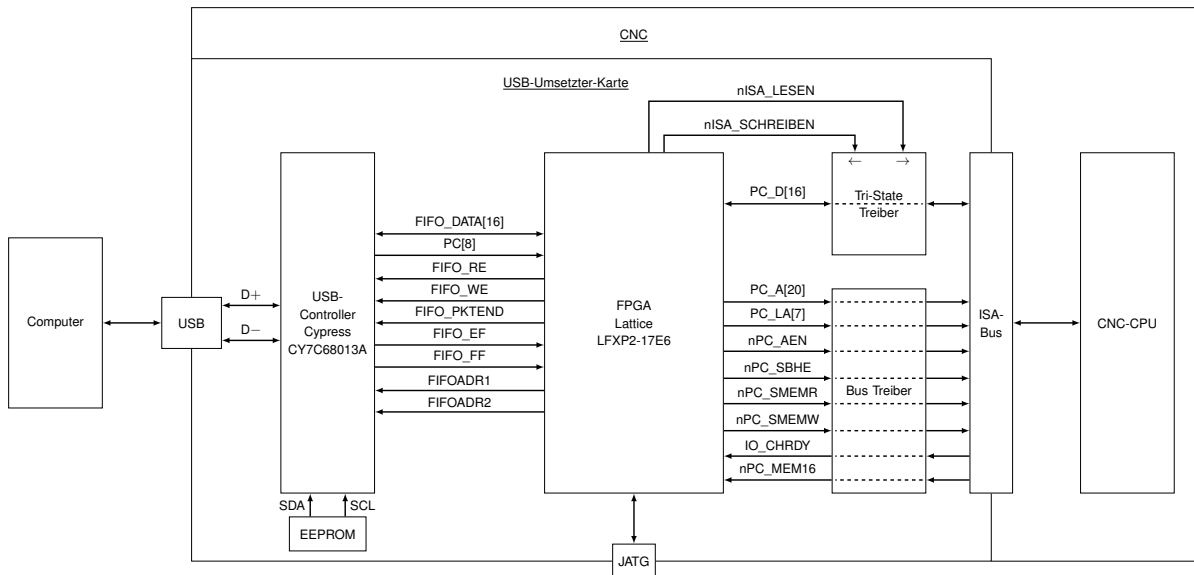 CNC
USB-Umsetzter-Karte
nISA_LESEN
nISA_SCHREIBEN
← →
PC_D[16]
Tri-State
Treiber
FIFO_DATA[16]
PC[8]
FIFO_RE
FIFO_WE
FIFO_PKTEND
FIFO_EF
FIFO_FF
FIFOADR1
FIFOADR2
Computer
USB
D+
D−
USB-
Controller
Cypress
CY7C68013A
FPGA
Lattice
LFXP2-17E6
PC_A[20]
PC_LA[7]
nPC_AEN
nPC_SBHE
nPC_SMEMR
nPC_SMEMW
IO_CHRDY
nPC_MEM16
Bus Treiber
ISA-
Bus
CNC-CPU
SDA
SCL
EEPROM
JATG